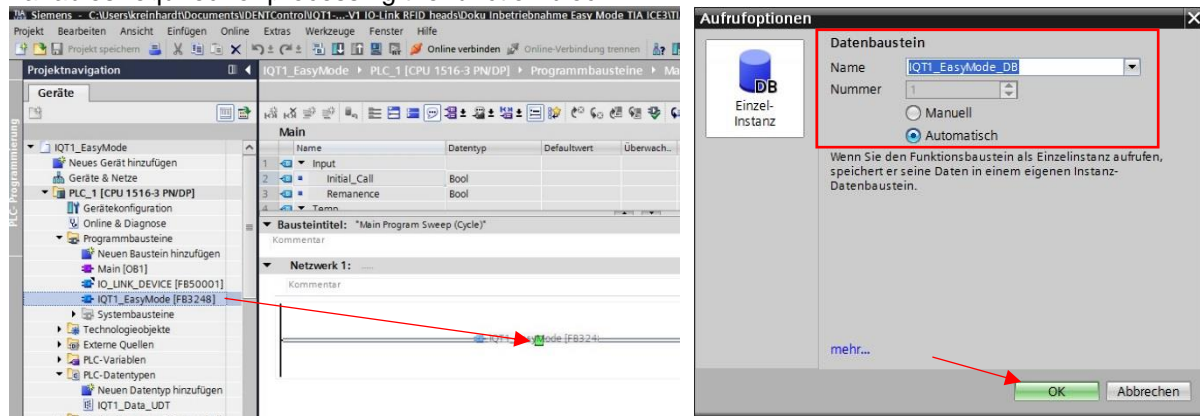 Siemens - C:\Users\kreinhardt\Documents\IDENTControl\IQT1-...-V1 IO-Link RFID heads\Doku Inbetriebnahme Easy Mode TIA
Projekt Bearbeiten Ansicht Einfügen Online Extras Werkzeuge Fenster Hilfe
Projekt speichern Online verbinden Online-Verbindung trennen
Projektnavigation
IQT1_EasyMode PLC_1 [CPU 1516-3 PN/DP] Programmbausteine
Geräte
PLC-Programmierung
IQT1_EasyMode
Neues Gerät hinzufügen
Geräte & Netze
PLC_1 [CPU 1516-3 PN/DP]
Gerätekonfiguration
Online & Diagnose
Programmbausteine
Neuen Baustein hinzufügen
Main [OB1]
IO_LINK_DEVICE [FB50001]
IQT1_EasyMode [FB3248]
Systembausteine
Technologieobjekte
Externe Quellen
PLC-Variablen
PLC-Datentypen
Neuen Datentyp hinzufügen
IQT1_Data_UDT
Main
Name Datentyp Defaultwert Überwach..
1 Input
2 Initial_Call Bool
3 Remanence Bool
4 Temp
Bausteintitel: "Main Program Sweep (Cycle)"
Kommentar
Netzwerk 1: ....
Kommentar
Aufrufoptionen
DB
Einzel-
Instanz
Datenbaustein
Name IQT1_EasyMode_DB
Nummer 1
Manuell
Automatisch
Wenn Sie den Funktionsbaustein als Einzelinstanz aufrufen,
speichert er seine Daten in einem eigenen Instanz-
Datenbaustein.
mehr...
OK Abbrechen